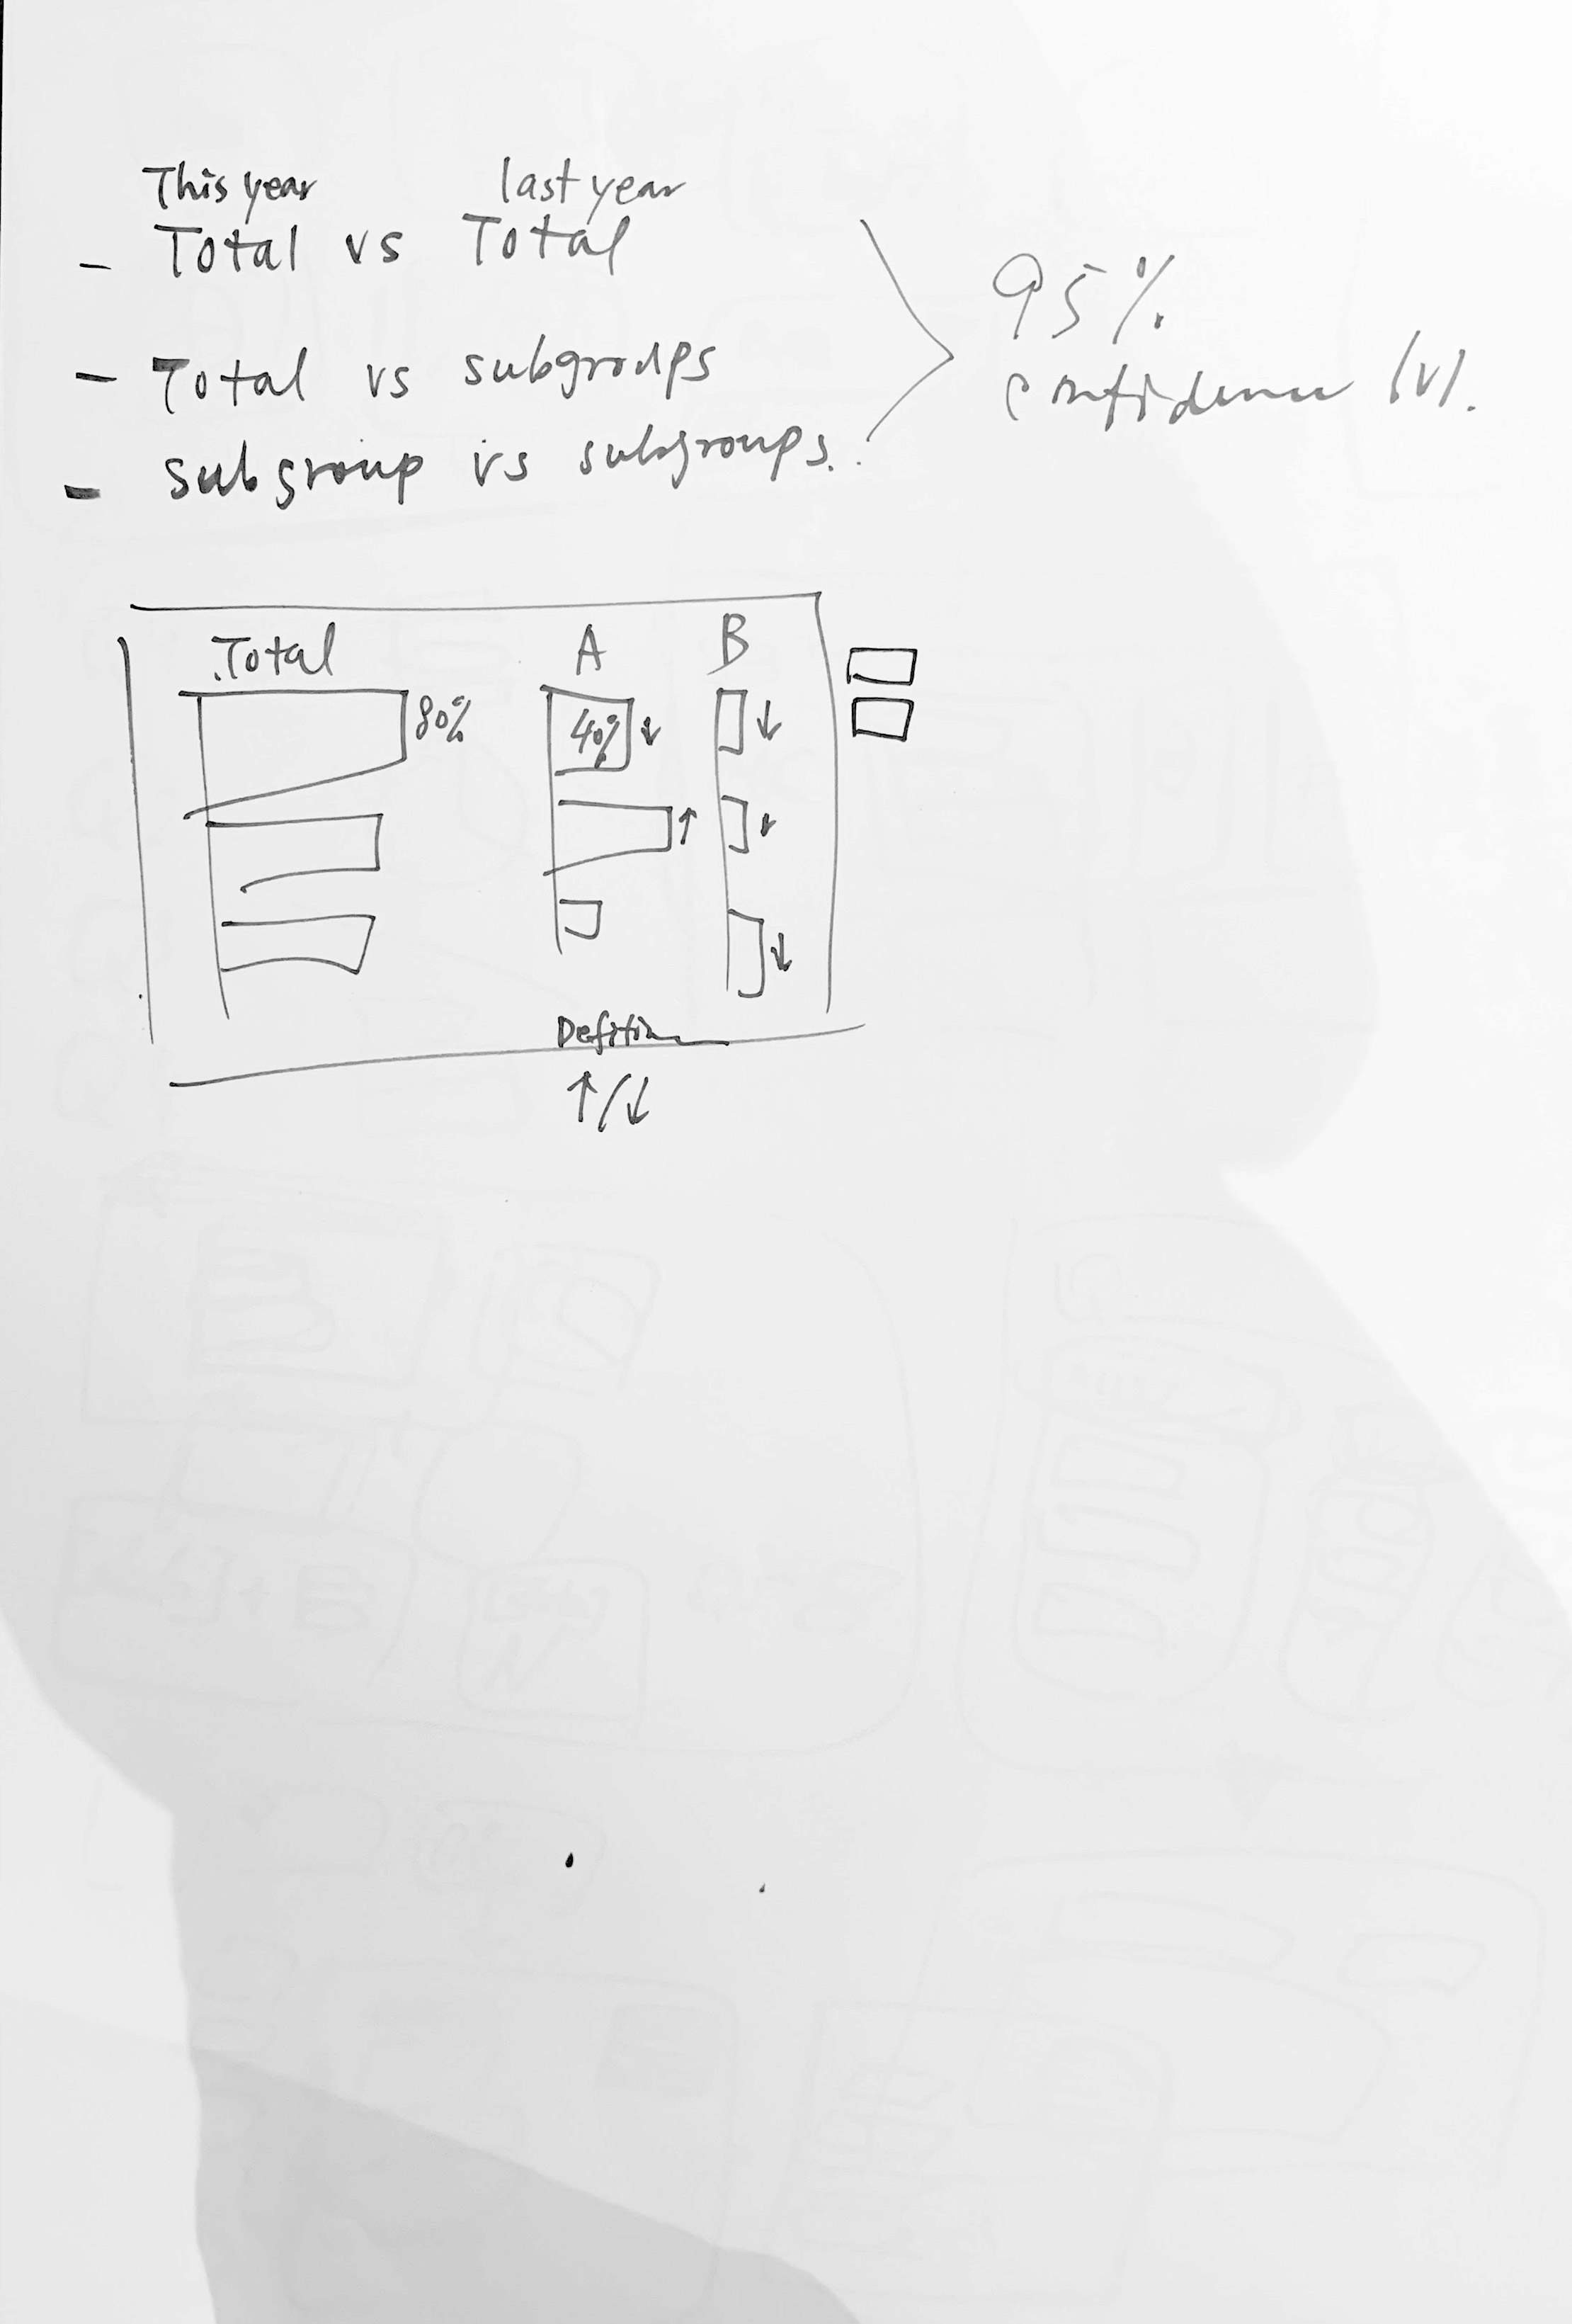 This year last year
- Total vs Total
- Total vs subgroups
- subgroup vs subgroups.
95%
confidence lvl.
Total A B
80%
40% ↓ ↓
↑ ↓
↓
↑/↓